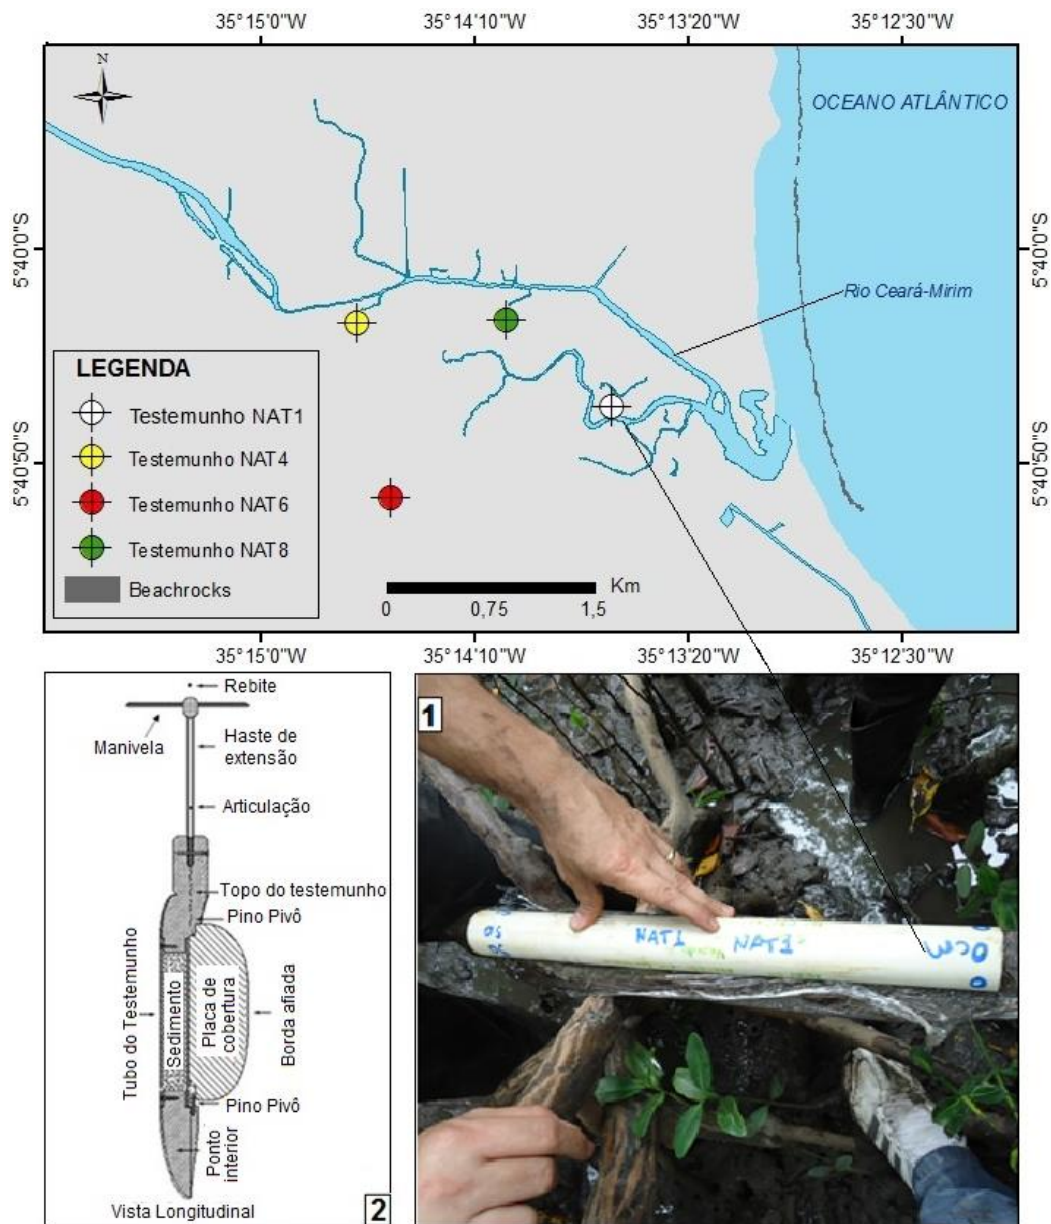 35°15'0"W 35°14'10"W 35°13'20"W 35°12'30"W
N
OCEANO ATLÂNTICO
5°40'0"S 5°40'0"S
Rio Ceará-Mirim
LEGENDA
Testemunho NAT1
Testemunho NAT4
Testemunho NAT6
Testemunho NAT8
Beachrocks
5°40'50"S 5°40'50"S
Km
0 0,75 1,5
35°15'0"W 35°14'10"W 35°13'20"W 35°12'30"W
Rebite
Manivela
Haste de
extensão
Articulação
Topo do testemunho
Pino Pivô
Tubo do Testemunho
Sedimento
Placa de
cobertura
Borda afiada
Pino Pivô
Ponto
interior
Vista Longitudinal
2
1
NAT1 NAT1
0cm
0
50